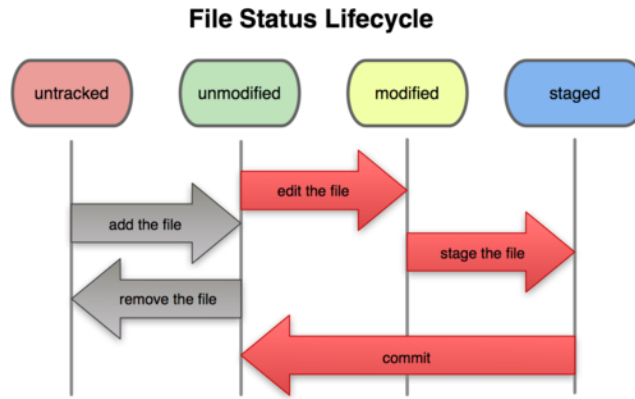 File Status Lifecycle
untracked
unmodified
modified
staged
edit the file
add the file
stage the file
remove the file
commit